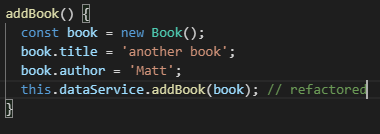 addBook() {
const book = new Book();
book.title = 'another book';
book.author = 'Matt';
this.dataService.addBook(book); // refactored
}